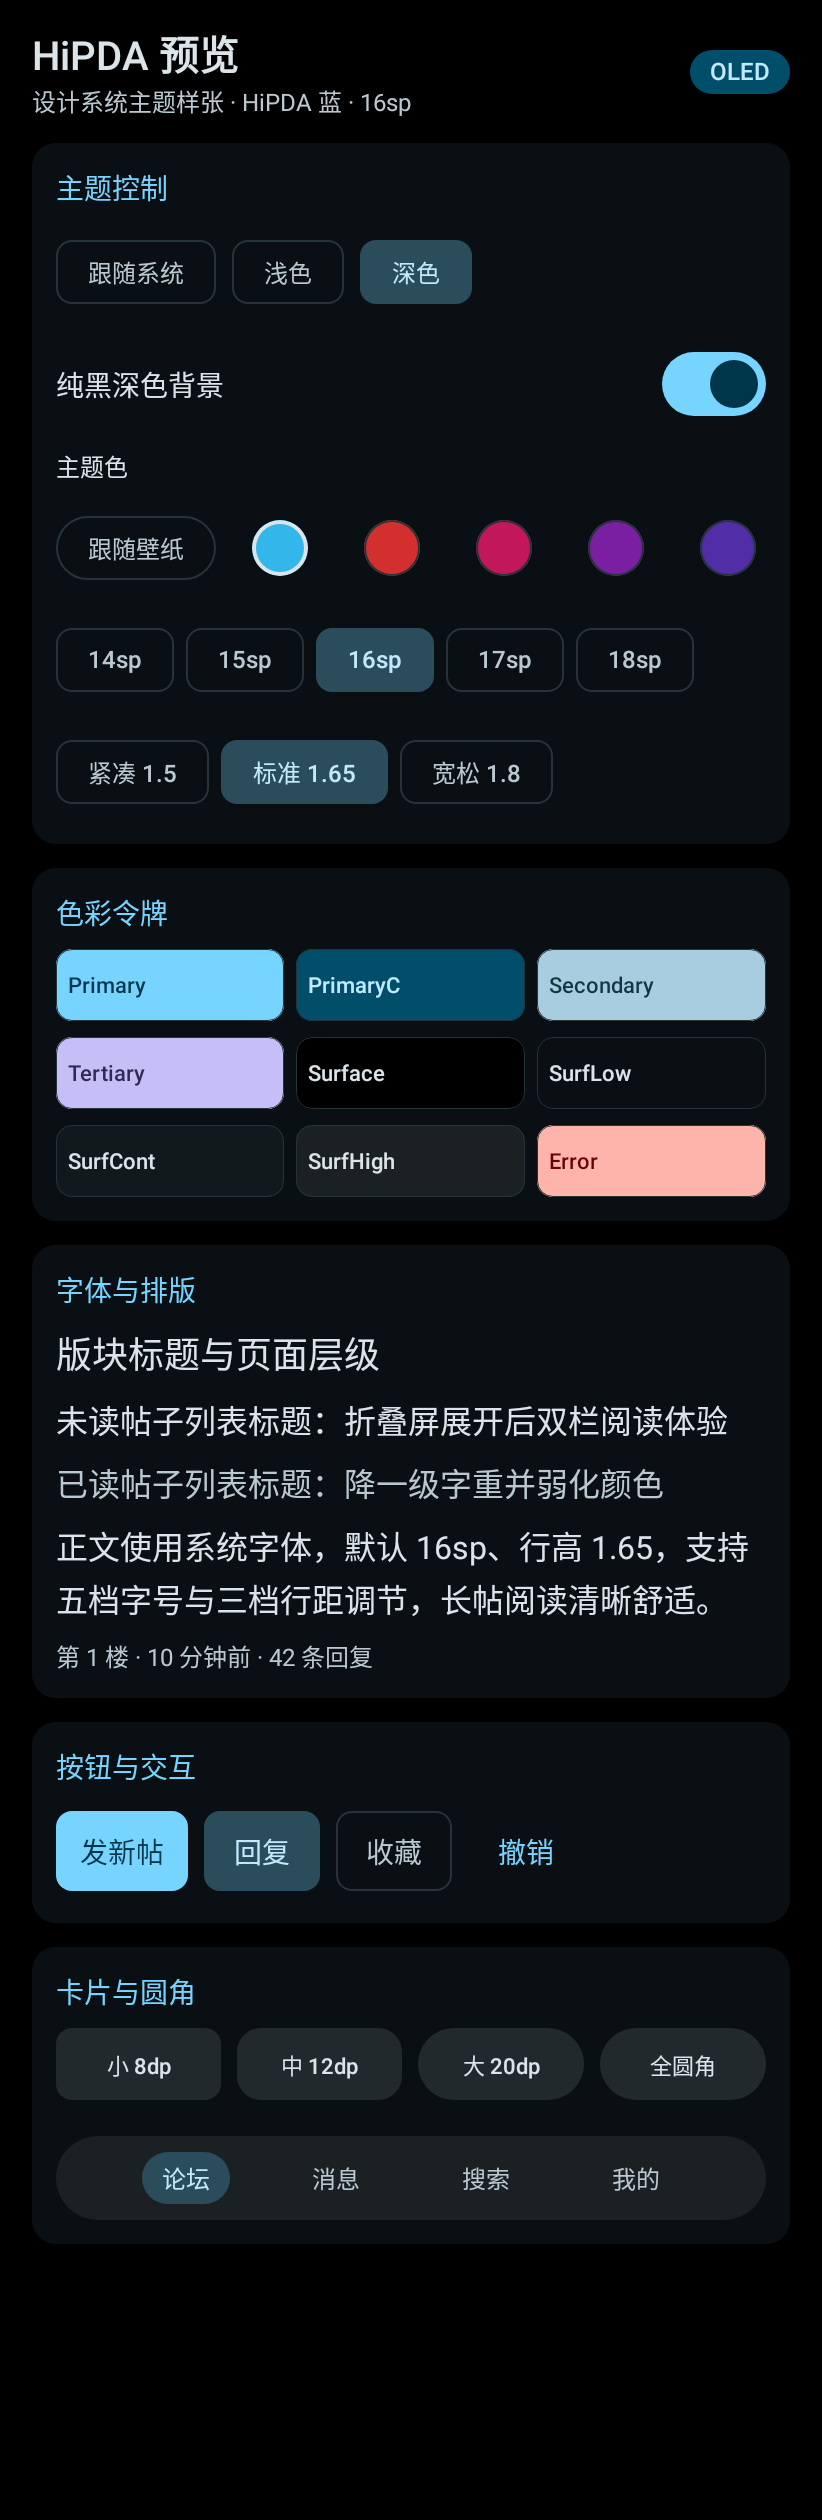 HiPDA 预览
设计系统主题样张 · HiPDA 蓝 · 16sp
OLED
主题控制
跟随系统 浅色 深色
纯黑深色背景
主题色
跟随壁纸
14sp 15sp 16sp 17sp 18sp
紧凑 1.5 标准 1.65 宽松 1.8
色彩令牌
Primary PrimaryC Secondary
Tertiary Surface SurfLow
SurfCont SurfHigh Error
字体与排版
版块标题与页面层级
未读帖子列表标题：折叠屏展开后双栏阅读体验
已读帖子列表标题：降一级字重并弱化颜色
正文使用系统字体，默认 16sp、行高 1.65，支持
五档字号与三档行距调节，长帖阅读清晰舒适。
第 1 楼 · 10 分钟前 · 42 条回复
按钮与交互
发新帖 回复 收藏 撤销
卡片与圆角
小 8dp 中 12dp 大 20dp 全圆角
论坛 消息 搜索 我的